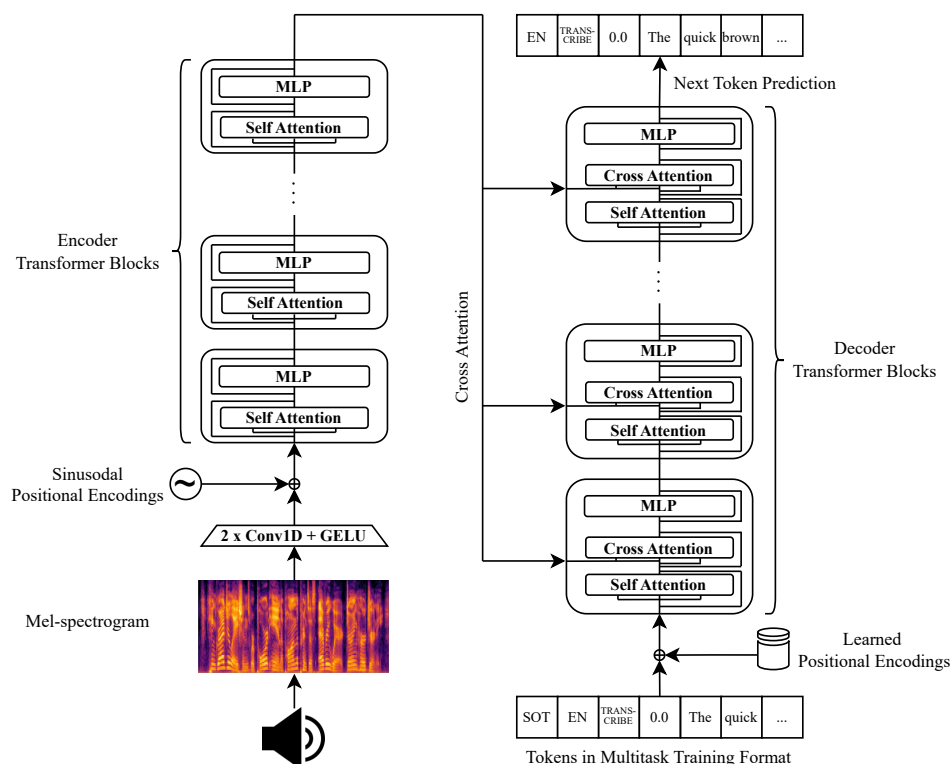 EN TRANS-CRIBE 0.0 The quick brown ...
Next Token Prediction
MLP
Self Attention
MLP
Self Attention
MLP
Self Attention
Encoder
Transformer Blocks
Sinusodal
Positional Encodings
~
2 x Conv1D + GELU
Mel-spectrogram
Cross Attention
MLP
Cross Attention
Self Attention
MLP
Cross Attention
Self Attention
MLP
Cross Attention
Self Attention
Decoder
Transformer Blocks
Learned
Positional Encodings
SOT EN TRANS-CRIBE 0.0 The quick ...
Tokens in Multitask Training Format